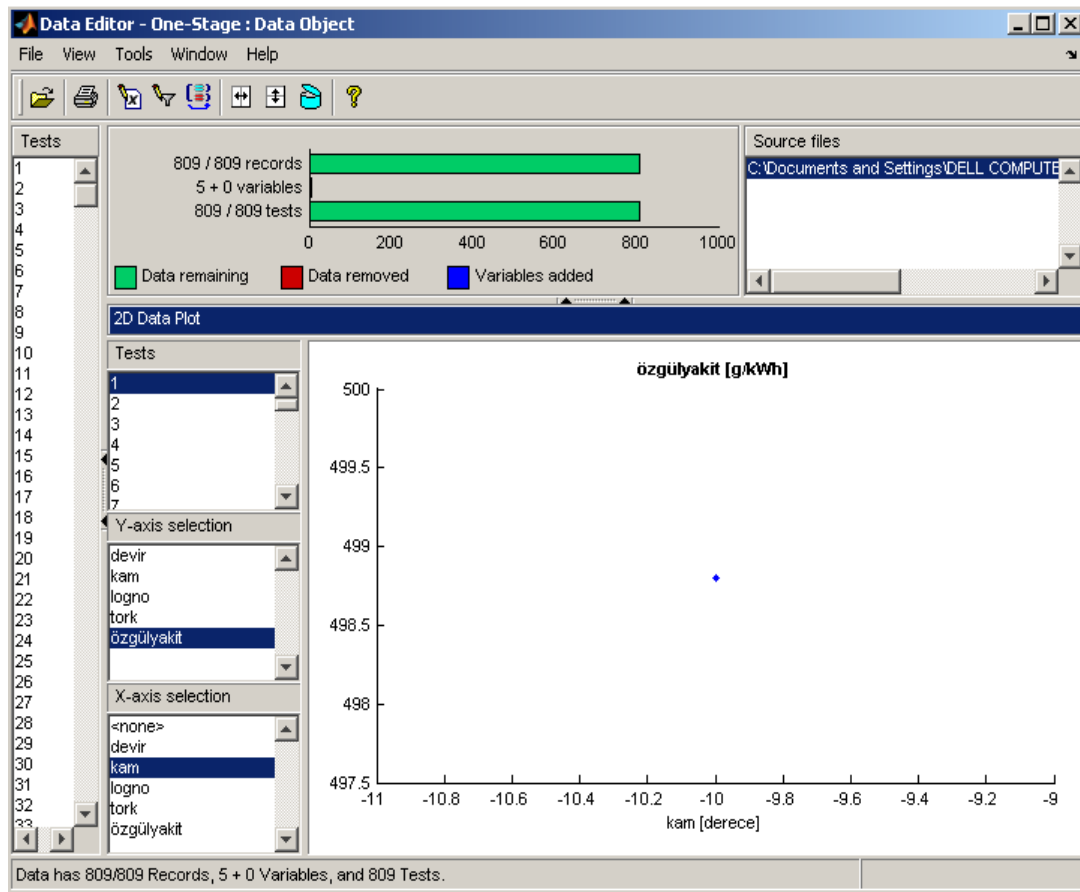 Data Editor - One-Stage : Data Object
File View Tools Window Help
Tests
1
2
3
4
5
6
7
8
9
10
11
12
13
14
15
16
17
18
19
20
21
22
23
24
25
26
27
28
29
30
31
32
33
809 / 809 records
5 + 0 variables
809 / 809 tests
0 200 400 600 800 1000
Data remaining Data removed Variables added
Source files
C:\Documents and Settings\DELL COMPUTE
2D Data Plot
Tests
1
2
3
4
5
6
7
Y-axis selection
devir
kam
logno
tork
özgülyakit
X-axis selection
<none>
devir
kam
logno
tork
özgülyakit
özgülyakit [g/kWh]
500
499.5
499
498.5
498
497.5
-11 -10.8 -10.6 -10.4 -10.2 -10 -9.8 -9.6 -9.4 -9.2 -9
kam [derece]
Data has 809/809 Records, 5 + 0 Variables, and 809 Tests.